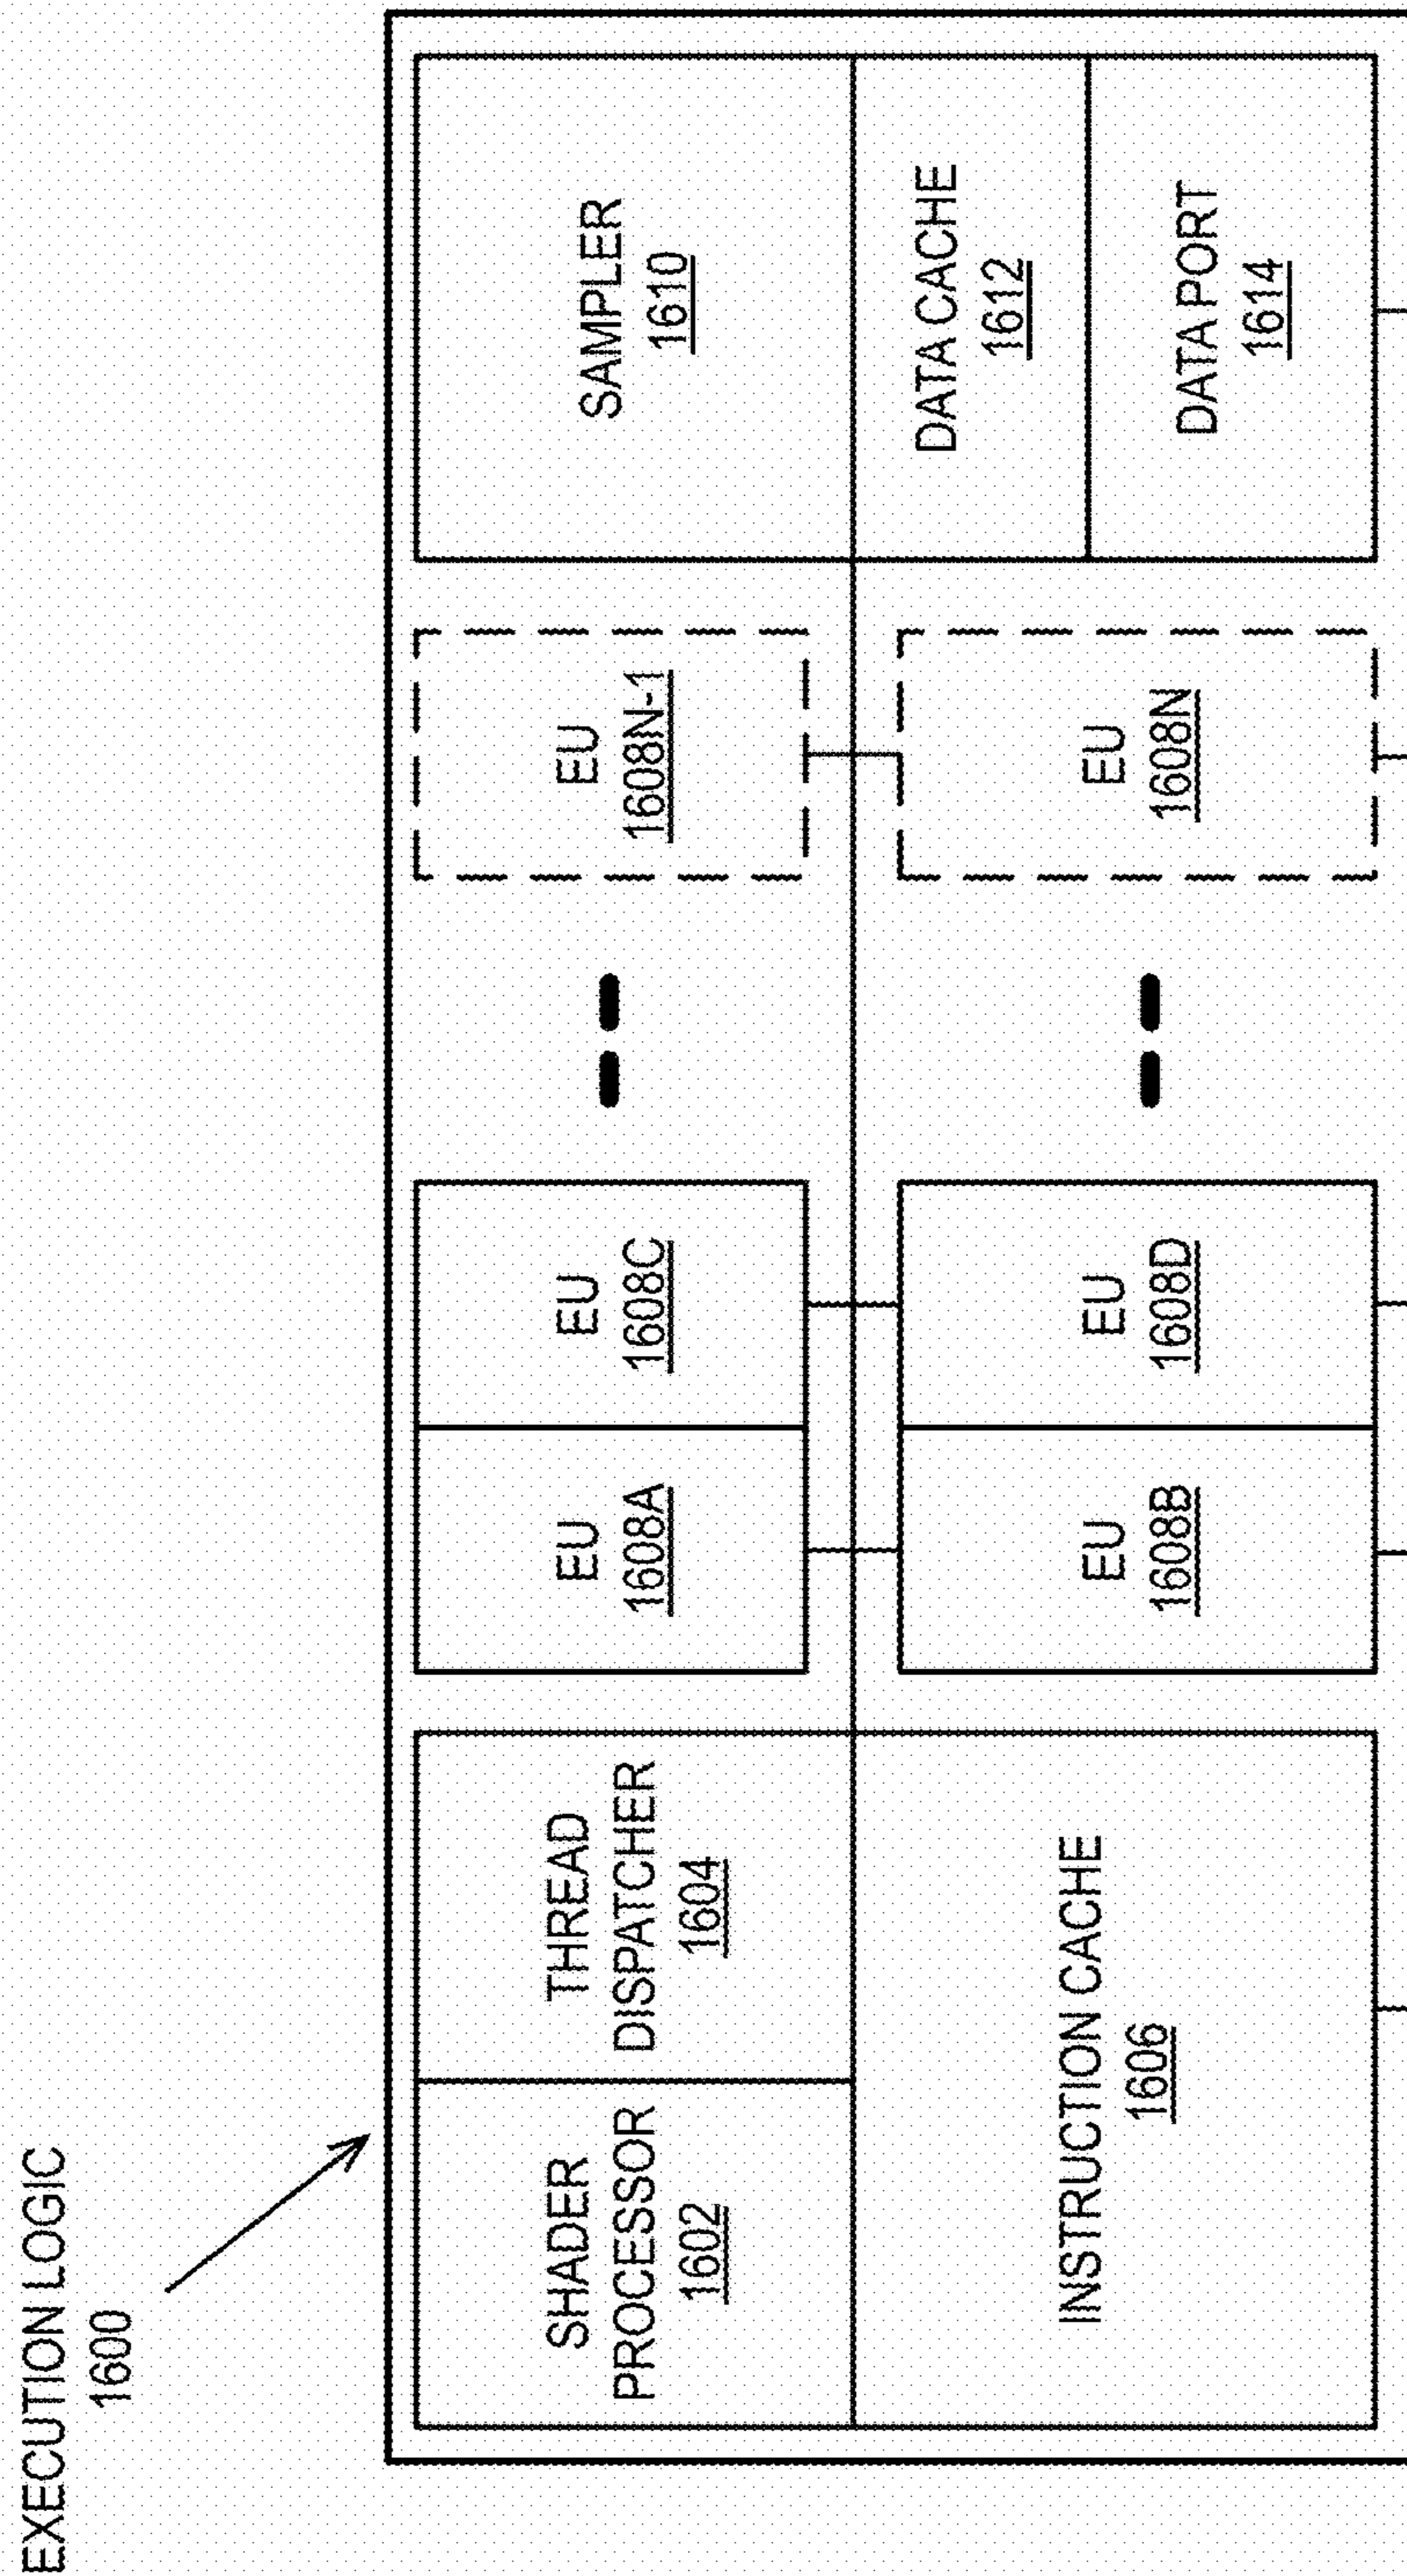 EXECUTION LOGIC
1600
SHADER
PROCESSOR
1602
THREAD
DISPATCHER
1604
INSTRUCTION CACHE
1606
EU
1608A
EU
1608C
EU
1608N-1
EU
1608B
EU
1608D
EU
1608N
SAMPLER
1610
DATA CACHE
1612
DATA PORT
1614